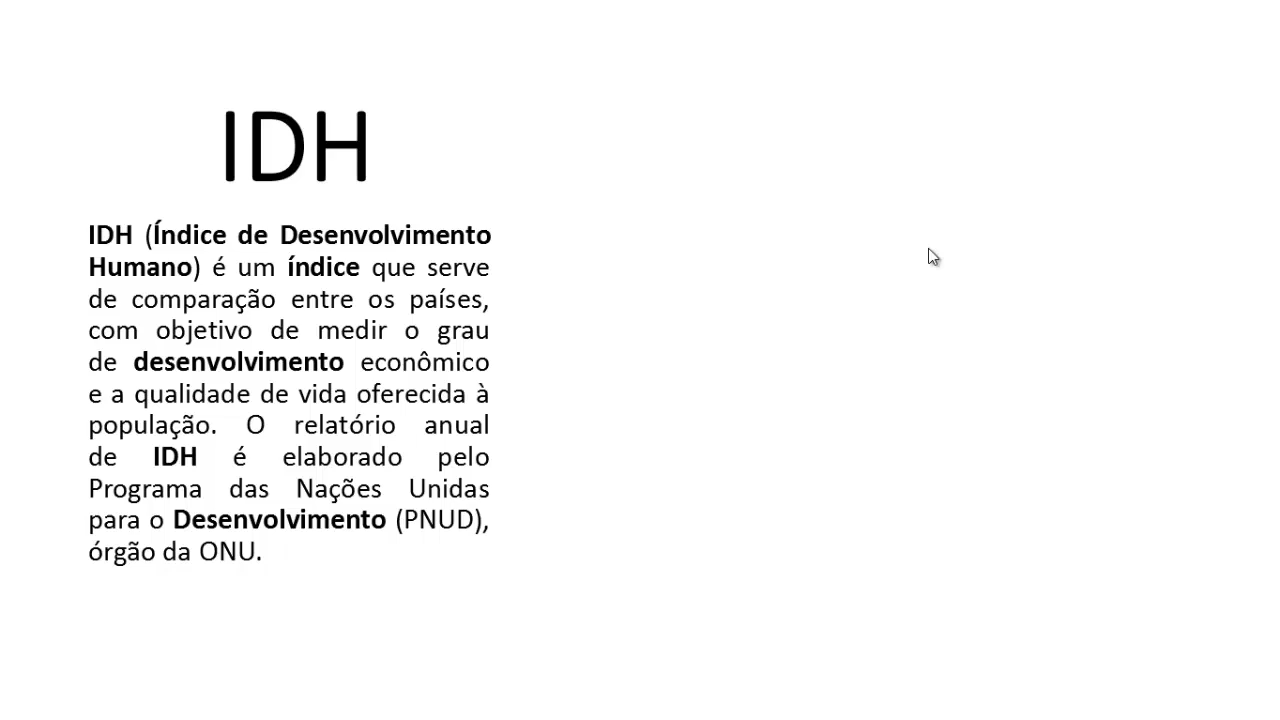 IDH
IDH (Índice de Desenvolvimento
Humano) é um índice que serve
de comparação entre os países,
com objetivo de medir o grau
de desenvolvimento econômico
e a qualidade de vida oferecida à
população. O relatório anual
de IDH é elaborado pelo
Programa das Nações Unidas
para o Desenvolvimento (PNUD),
órgão da ONU.